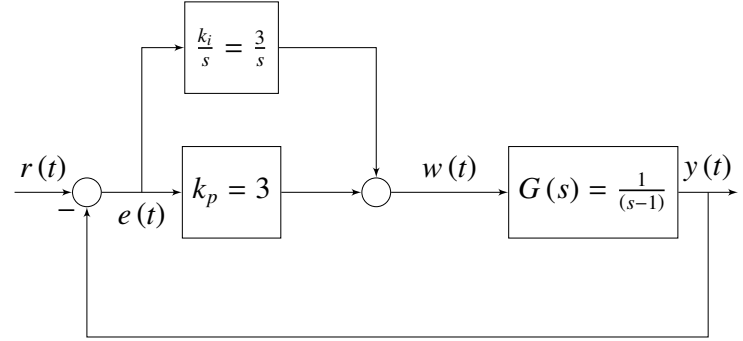 k_i/s = 3/s
r(t)
k_p = 3
w(t)
G(s) = 1/(s−1)
y(t)
−
e(t)